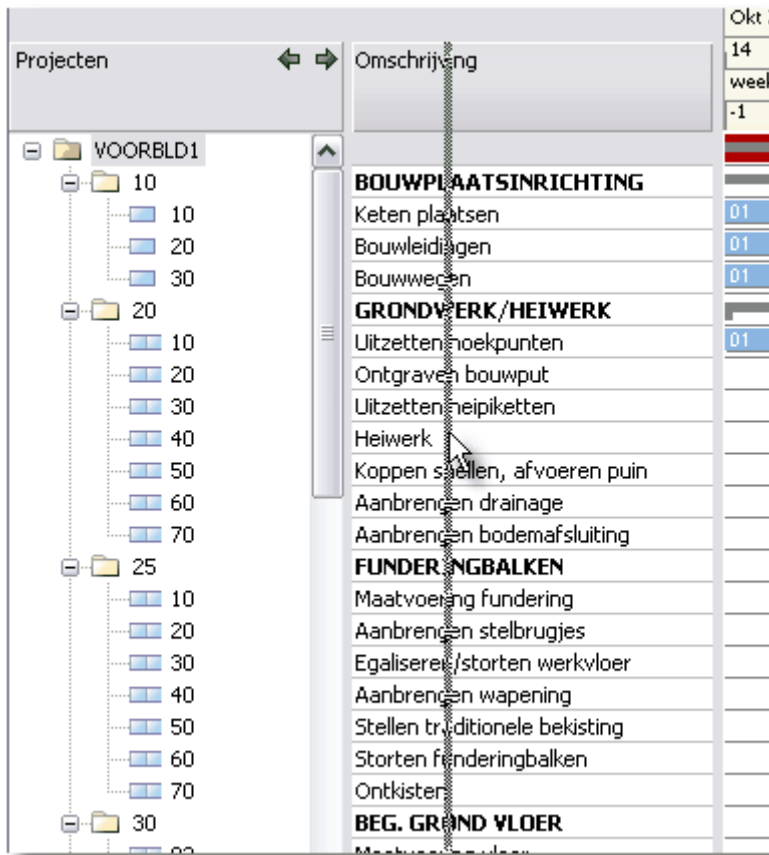 Okt
Projecten Omschrijving 14
week
-1
VOORBLD1
10 BOUWPLAATSINRICHTING
10 Keten plaatsen 01
20 Bouwleidingen 01
30 Bouwwegen 01
20 GRONDWERK/HEIWERK
10 Uitzetten hoekpunten 01
20 Ontgraven bouwput
30 Uitzetten heipiketten
40 Heiwerk
50 Koppen snellen, afvoeren puin
60 Aanbrengen drainage
70 Aanbrengen bodemafsluiting
25 FUNDERINGBALKEN
10 Maatvoering fundering
20 Aanbrengen stelbrugjes
30 Egaliseren/storten werkvloer
40 Aanbrengen wapening
50 Stellen traditionele bekisting
60 Storten funderingbalken
70 Ontkisten
30 BEG. GROND VLOER